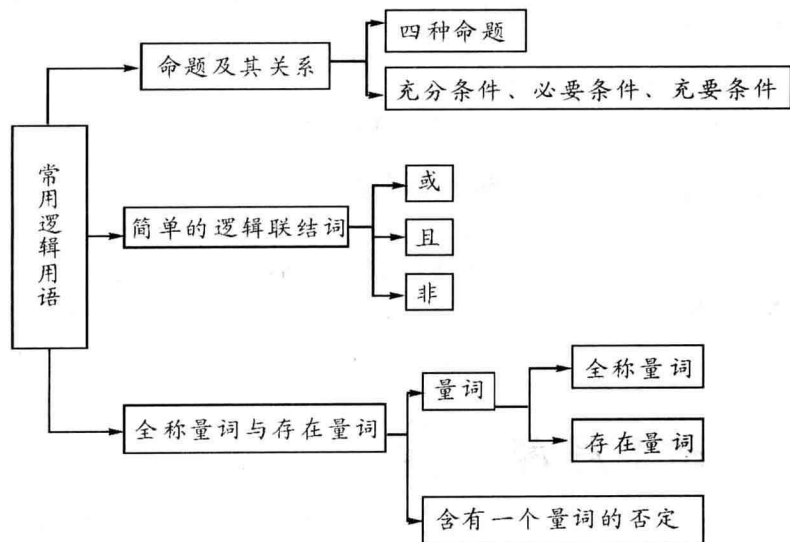 四种命题
命题及其关系
充分条件、必要条件、充要条件
常用逻辑用语
或
简单的逻辑联结词
且
非
全称量词
量词
全称量词与存在量词
存在量词
含有一个量词的否定